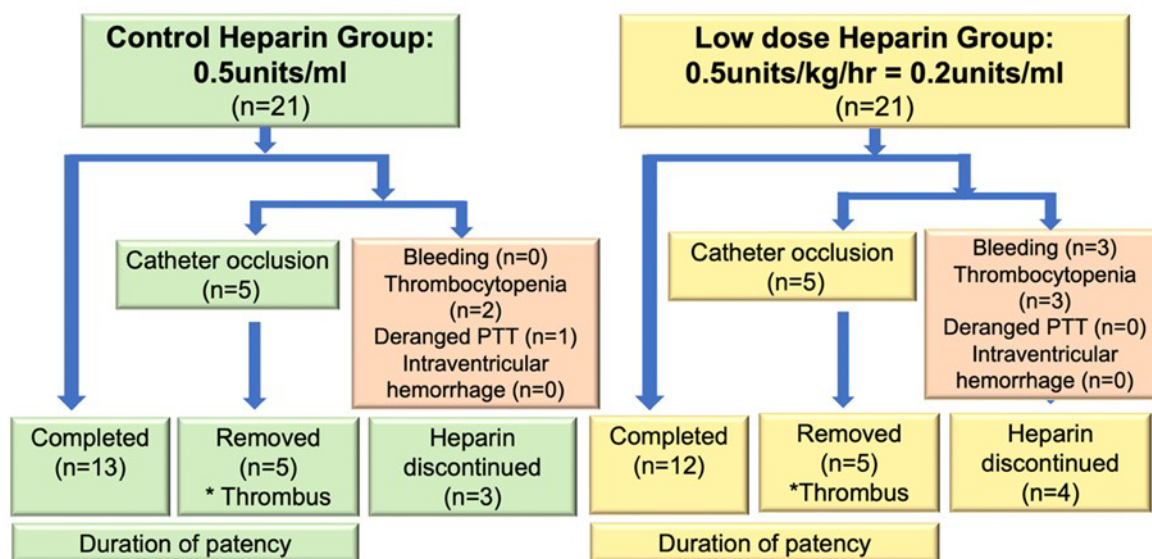 Control Heparin Group:
0.5units/ml
(n=21)
Catheter occlusion
(n=5)
Bleeding (n=0)
Thrombocytopenia
(n=2)
Deranged PTT (n=1)
Intraventricular
hemorrhage (n=0)
Completed
(n=13)
Removed
(n=5)
* Thrombus
Heparin
discontinued
(n=3)
Duration of patency
Low dose Heparin Group:
0.5units/kg/hr = 0.2units/ml
(n=21)
Catheter occlusion
(n=5)
Bleeding (n=3)
Thrombocytopenia
(n=3)
Deranged PTT (n=0)
Intraventricular
hemorrhage (n=0)
Completed
(n=12)
Removed
(n=5)
*Thrombus
Heparin
discontinued
(n=4)
Duration of patency